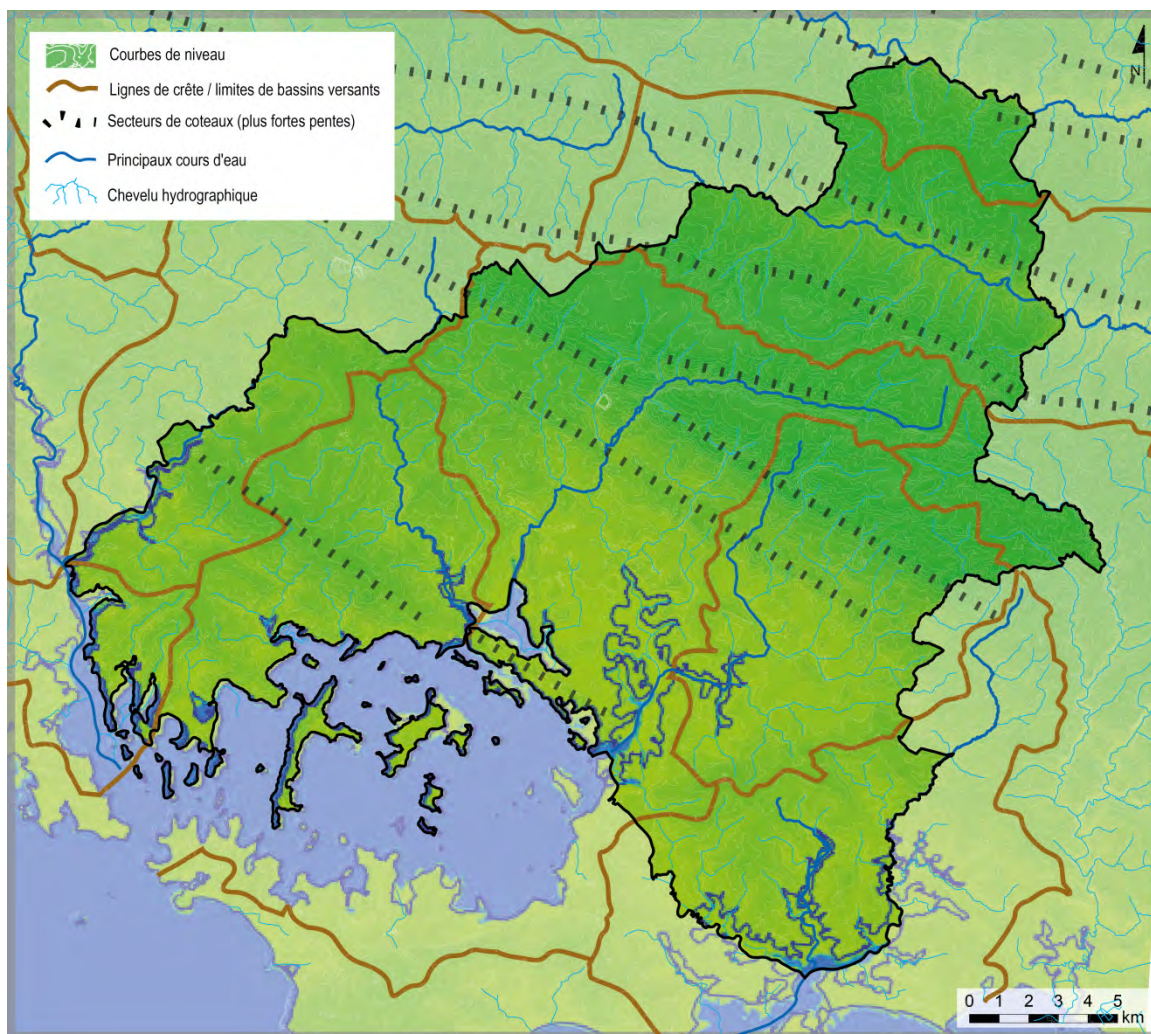 Courbes de niveau
Lignes de crête / limites de bassins versants
Secteurs de coteaux (plus fortes pentes)
Principaux cours d'eau
Chevelu hydrographique
N
0 1 2 3 4 5
km